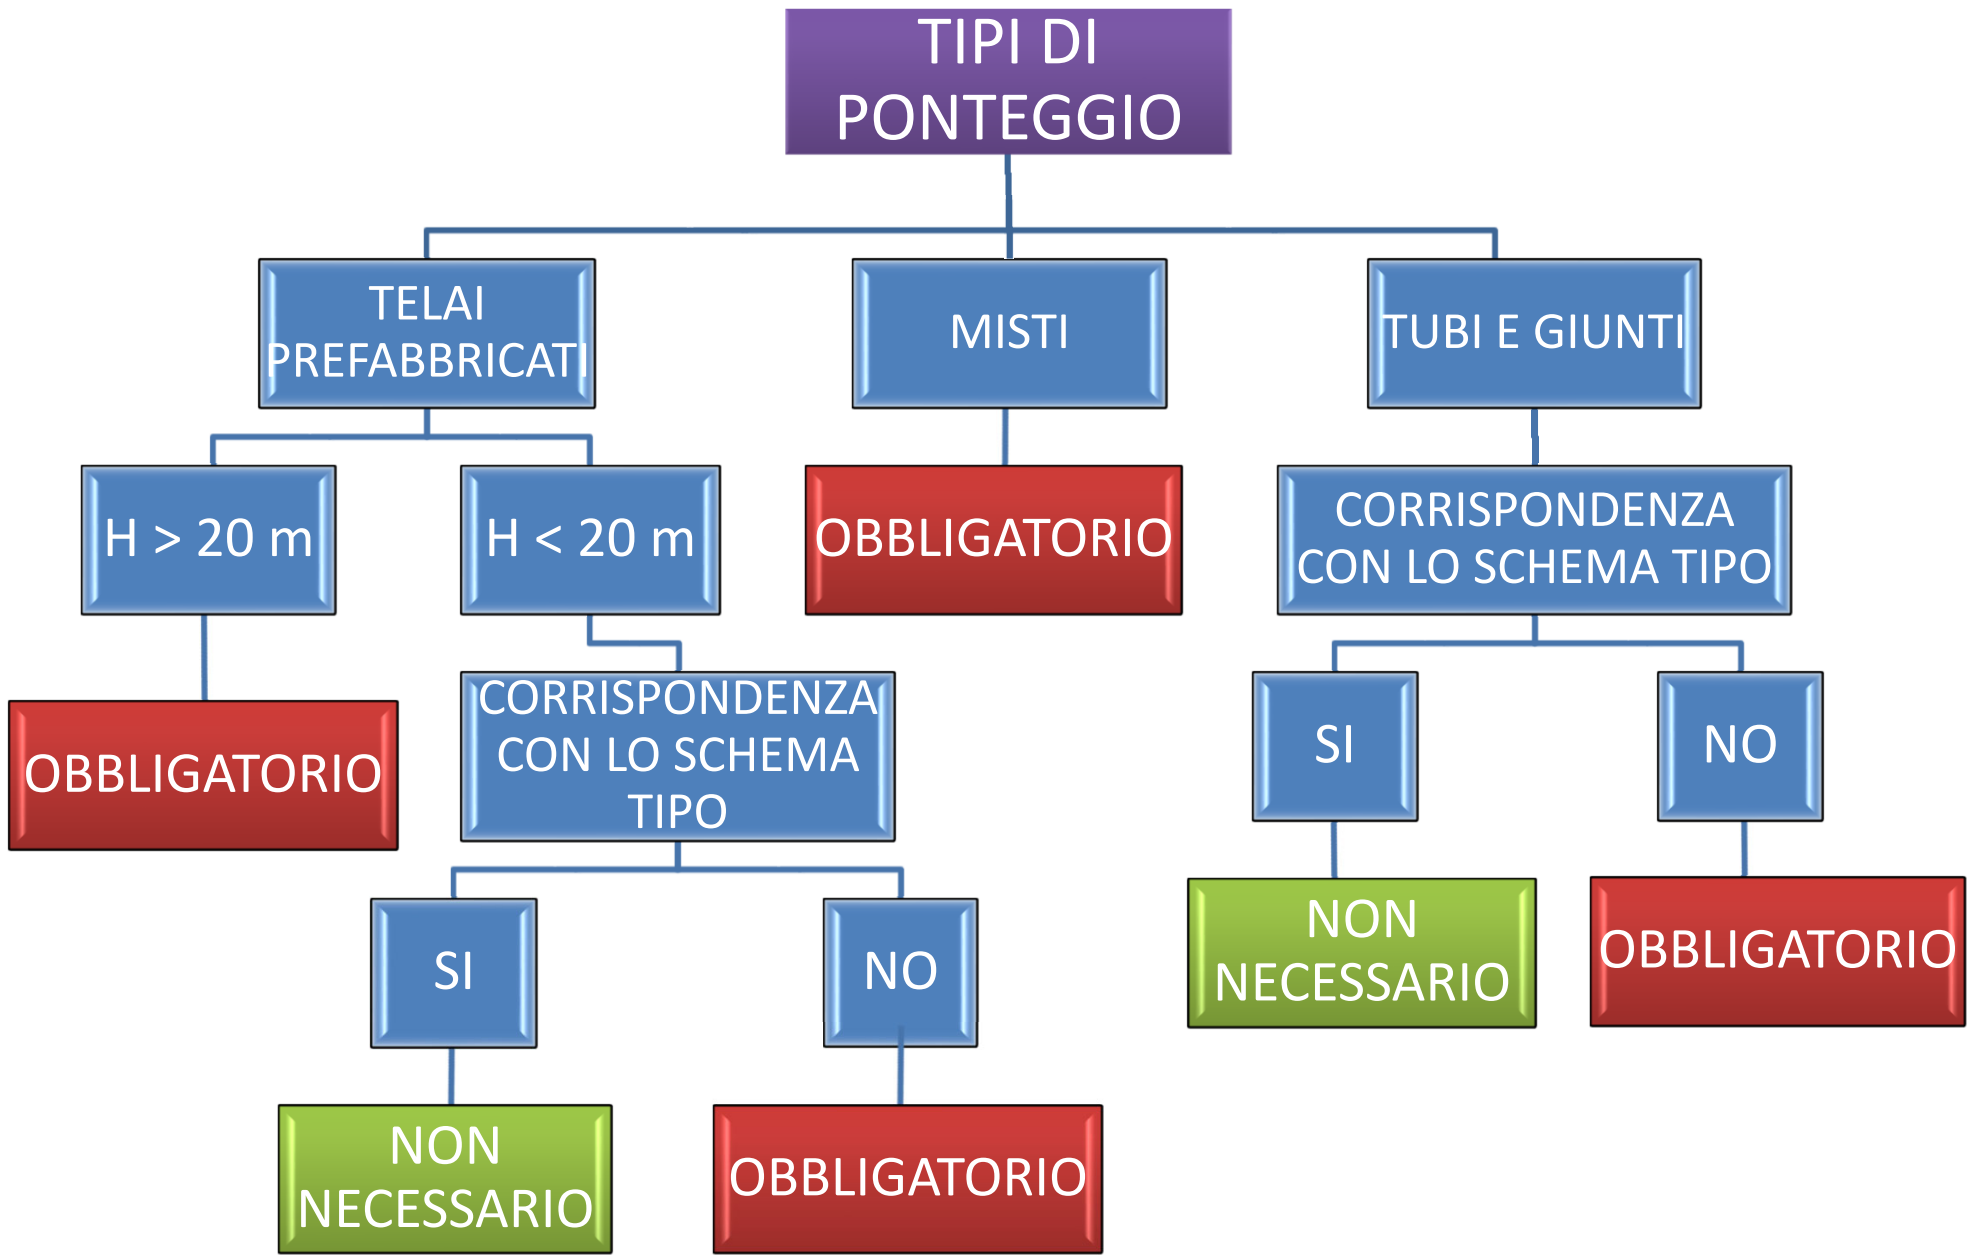 TIPI DI
PONTEGGIO
TELAI
PREFABBRICATI
MISTI
TUBI E GIUNTI
H > 20 m
H < 20 m
OBBLIGATORIO
CORRISPONDENZA
CON LO SCHEMA TIPO
OBBLIGATORIO
CORRISPONDENZA
CON LO SCHEMA
TIPO
SI
NO
SI
NO
NON
NECESSARIO
OBBLIGATORIO
NON
NECESSARIO
OBBLIGATORIO